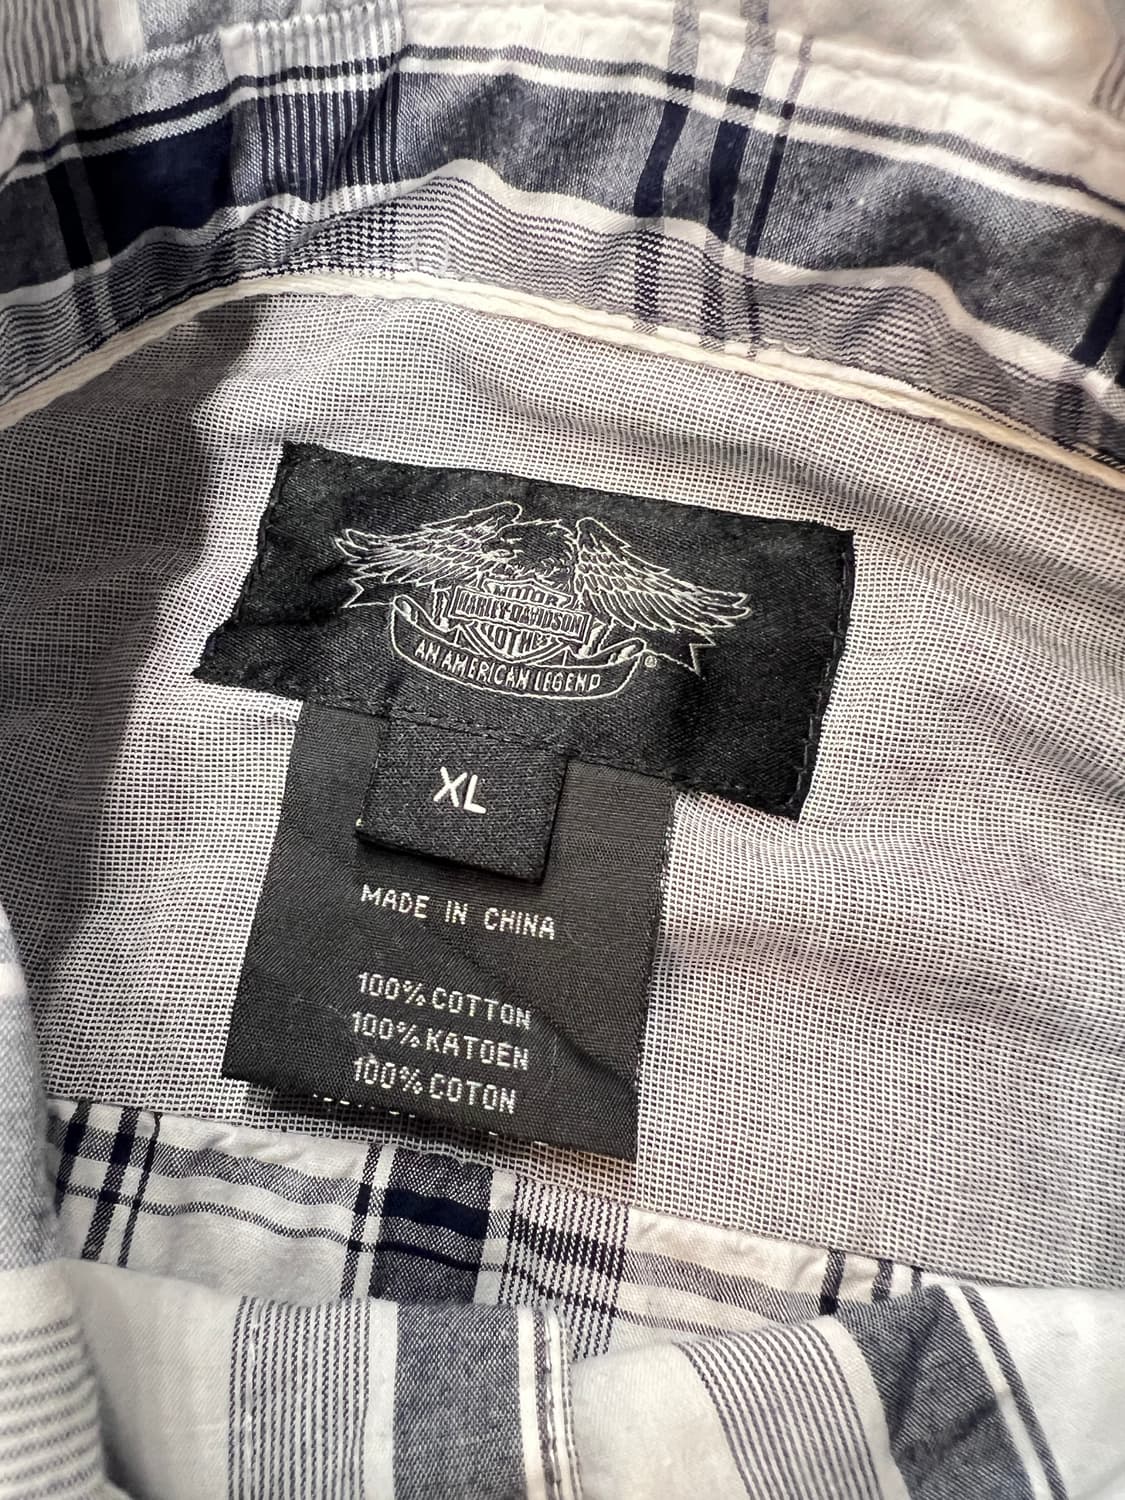 MOTOR
HARLEY-DAVIDSON
CLOTHES
AN AMERICAN LEGEND
®
XL
MADE IN CHINA
100% COTTON
100% KATOEN
100% COTON